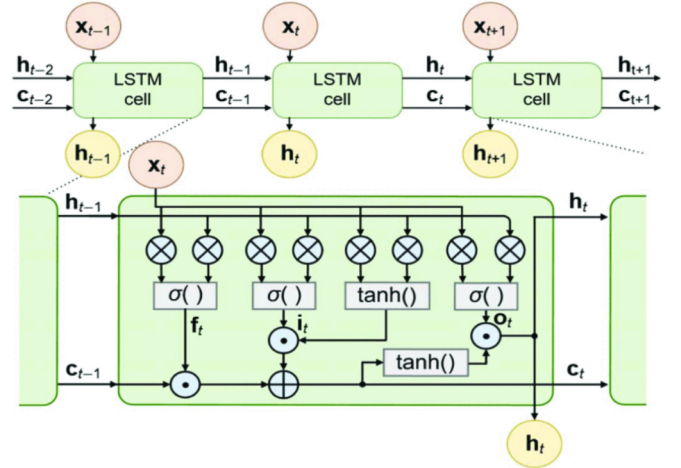 x_{t-1} x_t x_{t+1}
h_{t-2} h_{t-1} h_t h_{t+1}
LSTM cell LSTM cell LSTM cell
c_{t-2} c_{t-1} c_t c_{t+1}
h_{t-1} h_t h_{t+1}
x_t
h_{t-1} h_t
σ( ) σ( ) tanh() σ( )
f_t i_t o_t
tanh()
c_{t-1} c_t
h_t